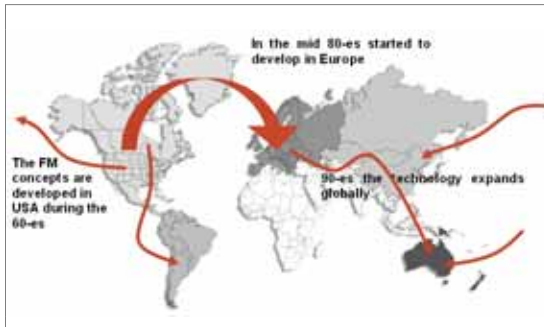 In the mid 80-es started to
develop in Europe
The FM
concepts are
developed in
USA during the
60-es
90-es the technology expands
globally